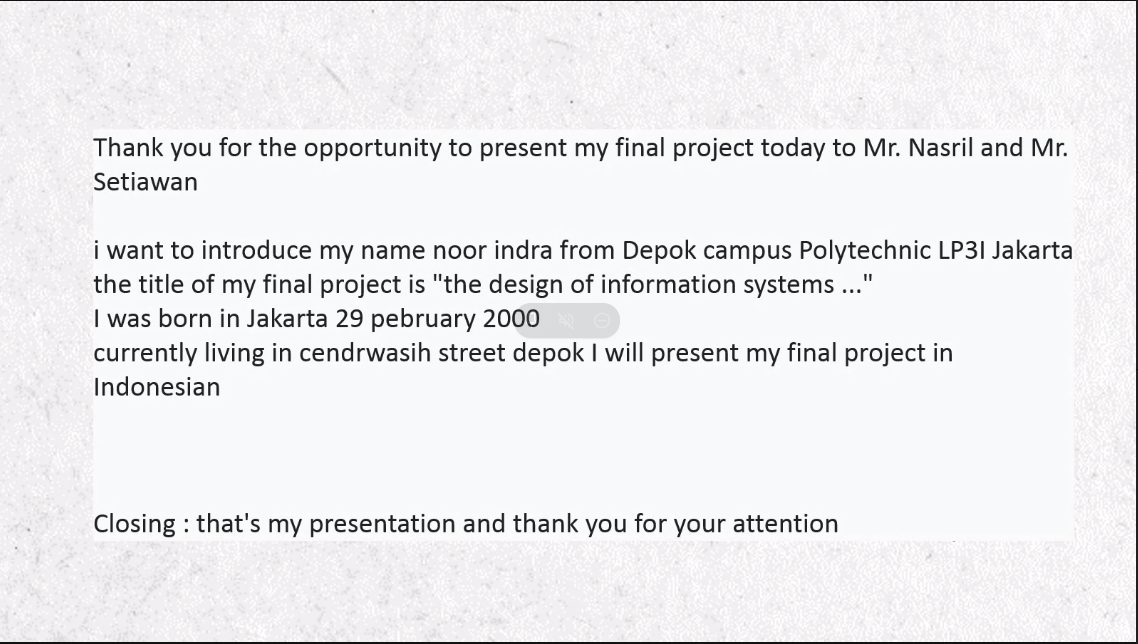 Thank you for the opportunity to present my final project today to Mr. Nasril and Mr.
Setiawan
i want to introduce my name noor indra from Depok campus Polytechnic LP3I Jakarta
the title of my final project is "the design of information systems ..."
I was born in Jakarta 29 pebruary 2000
currently living in cendrwasih street depok I will present my final project in
Indonesian
Closing : that's my presentation and thank you for your attention